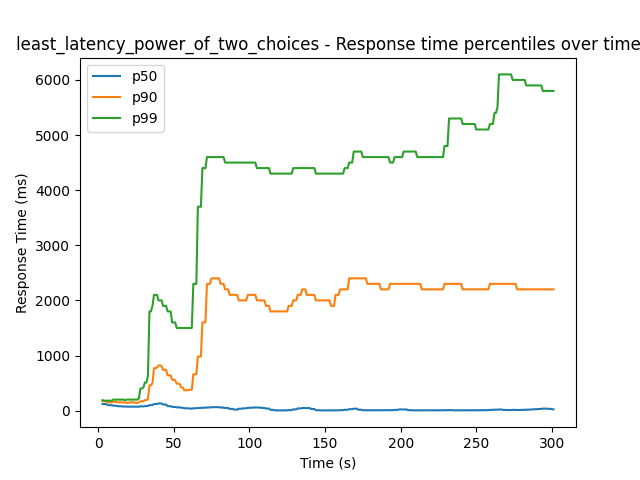 least_latency_power_of_two_choices - Response time percentiles over time
p50
p90
p99
6000
5000
4000
3000
2000
1000
0
Response Time (ms)
0 50 100 150 200 250 300
Time (s)